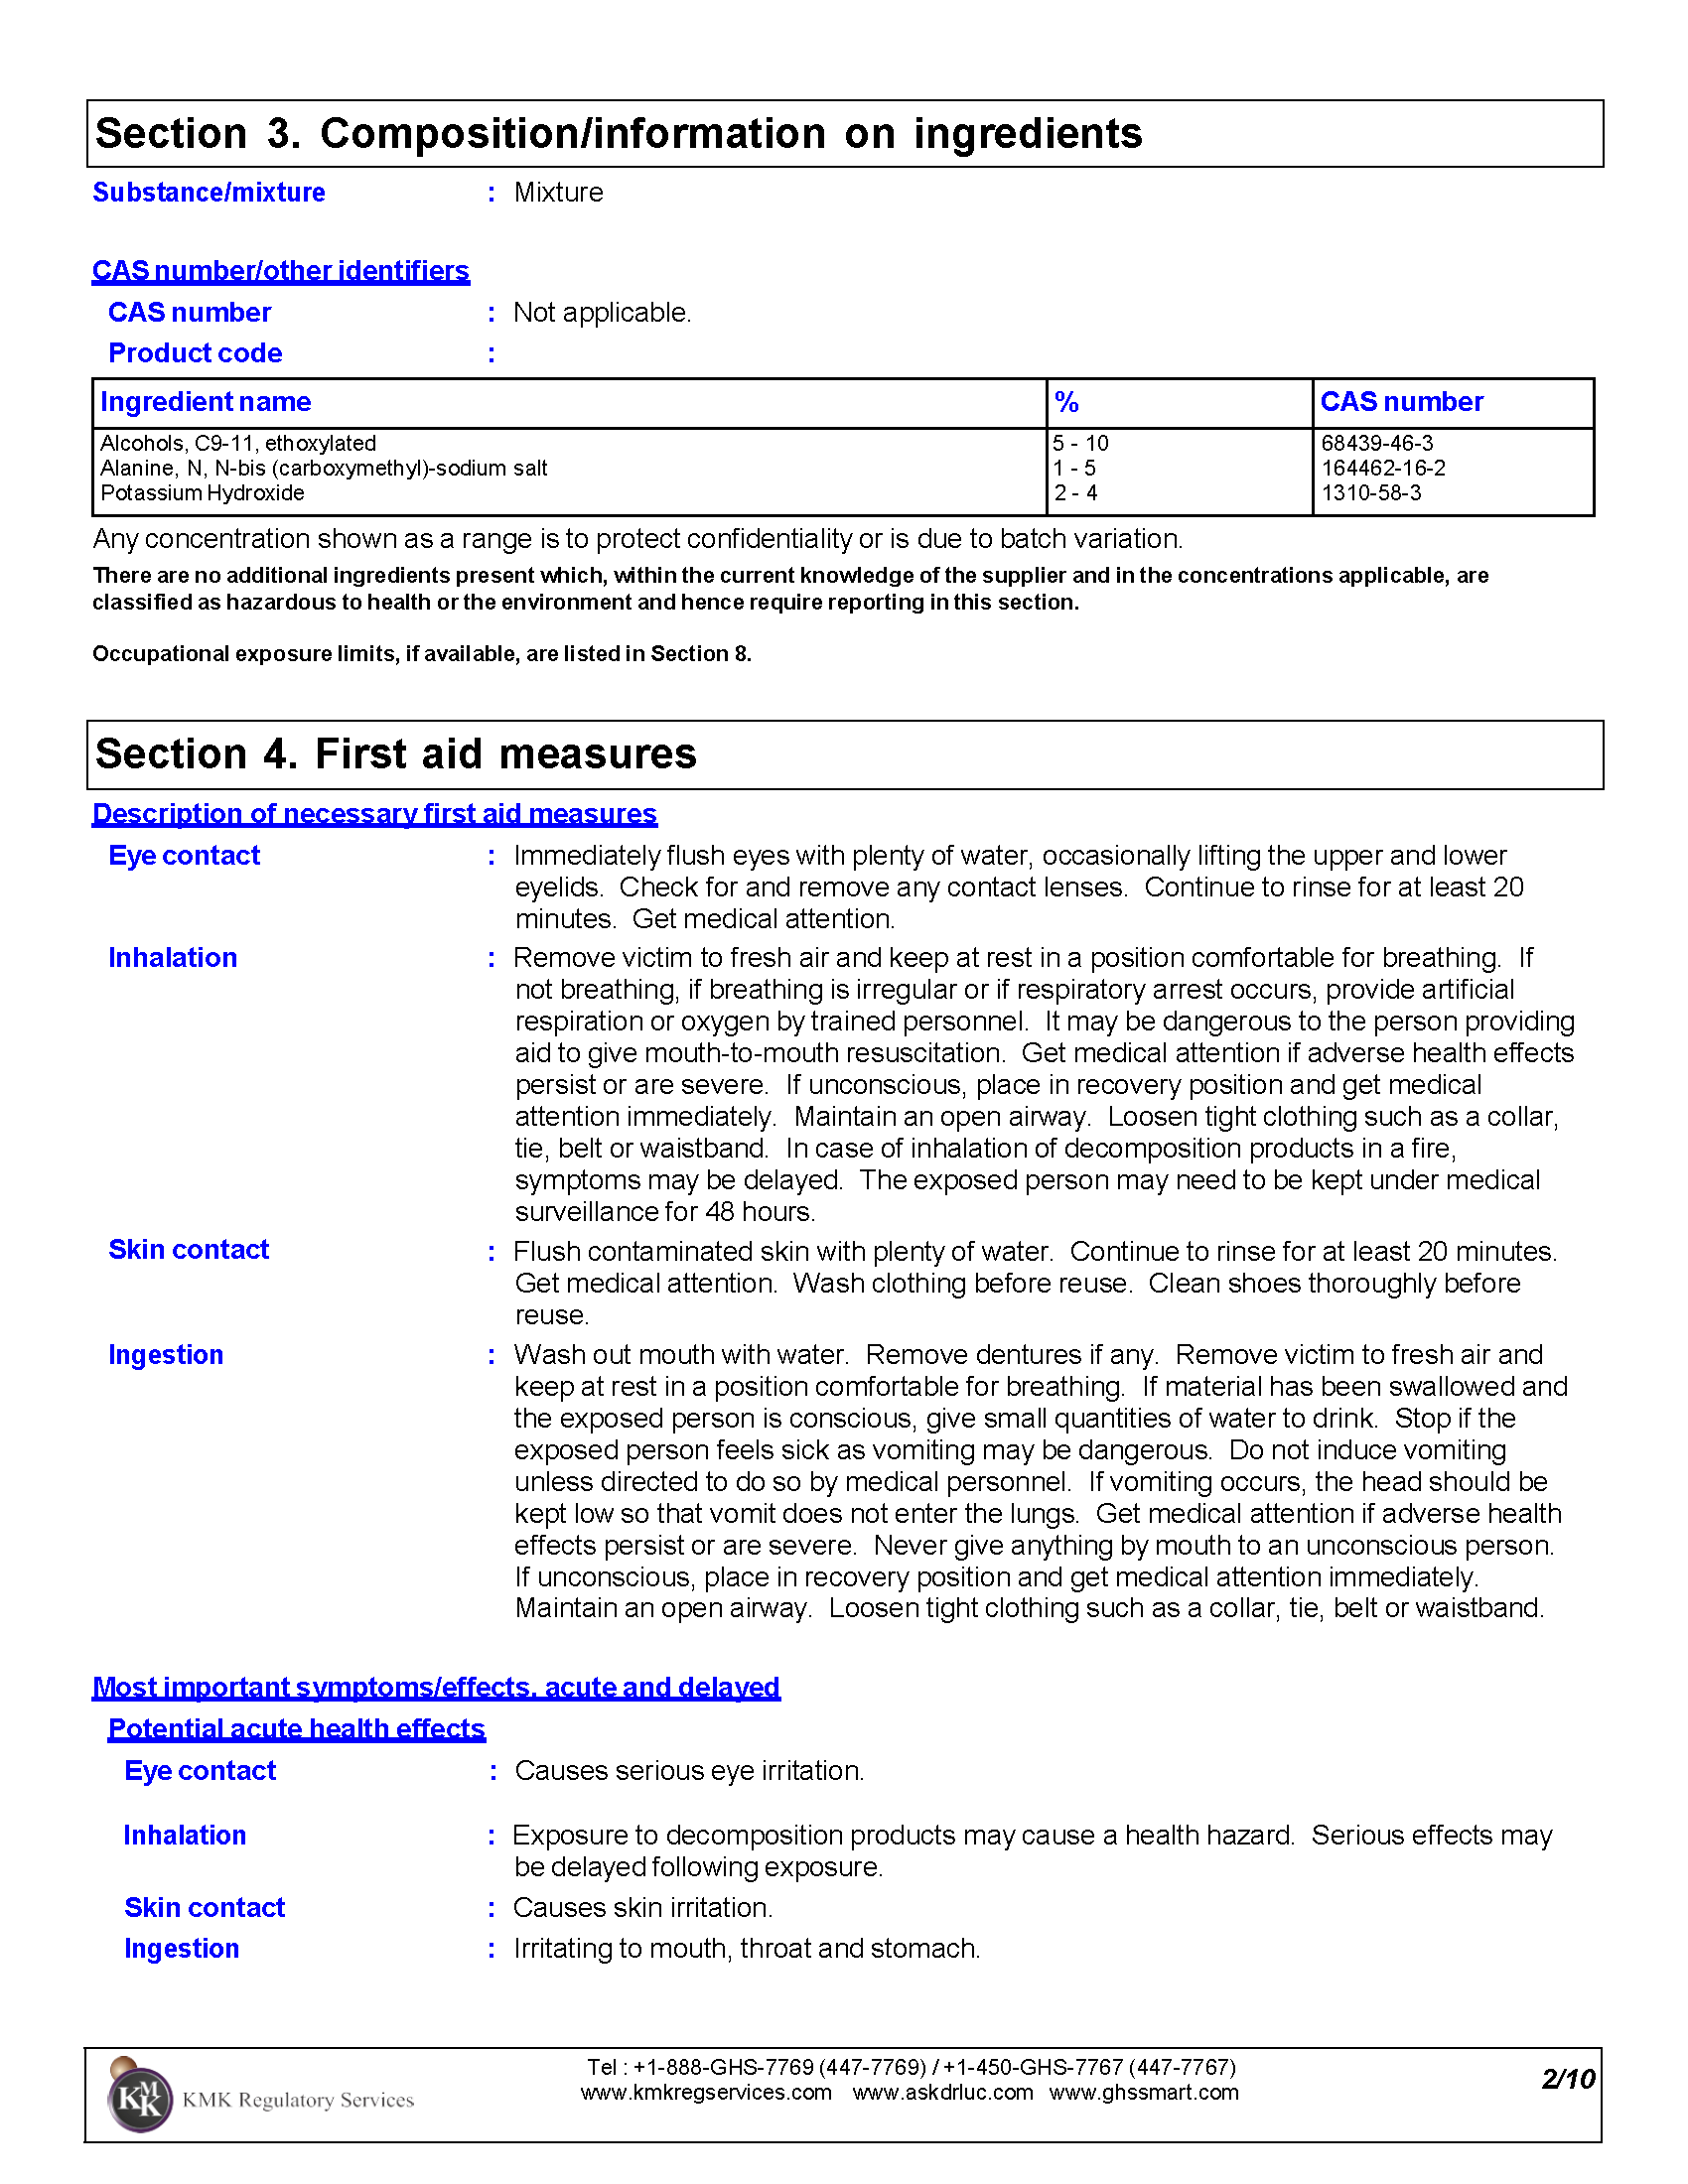 Section 3. Composition/information on ingredients
Substance/mixture : Mixture
CAS number/other identifiers
CAS number : Not applicable.
Product code :
Ingredient name % CAS number
Alcohols, C9-11, ethoxylated 5 - 10 68439-46-3
Alanine, N, N-bis (carboxymethyl)-sodium salt 1 - 5 164462-16-2
Potassium Hydroxide 2 - 4 1310-58-3
Any concentration shown as a range is to protect confidentiality or is due to batch variation.
There are no additional ingredients present which, within the current knowledge of the supplier and in the concentrations applicable, are
classified as hazardous to health or the environment and hence require reporting in this section.
Occupational exposure limits, if available, are listed in Section 8.
Section 4. First aid measures
Description of necessary first aid measures
Eye contact : Immediately flush eyes with plenty of water, occasionally lifting the upper and lower
eyelids. Check for and remove any contact lenses. Continue to rinse for at least 20
minutes. Get medical attention.
Inhalation : Remove victim to fresh air and keep at rest in a position comfortable for breathing. If
not breathing, if breathing is irregular or if respiratory arrest occurs, provide artificial
respiration or oxygen by trained personnel. It may be dangerous to the person providing
aid to give mouth-to-mouth resuscitation. Get medical attention if adverse health effects
persist or are severe. If unconscious, place in recovery position and get medical
attention immediately. Maintain an open airway. Loosen tight clothing such as a collar,
tie, belt or waistband. In case of inhalation of decomposition products in a fire,
symptoms may be delayed. The exposed person may need to be kept under medical
surveillance for 48 hours.
Skin contact : Flush contaminated skin with plenty of water. Continue to rinse for at least 20 minutes.
Get medical attention. Wash clothing before reuse. Clean shoes thoroughly before
reuse.
Ingestion : Wash out mouth with water. Remove dentures if any. Remove victim to fresh air and
keep at rest in a position comfortable for breathing. If material has been swallowed and
the exposed person is conscious, give small quantities of water to drink. Stop if the
exposed person feels sick as vomiting may be dangerous. Do not induce vomiting
unless directed to do so by medical personnel. If vomiting occurs, the head should be
kept low so that vomit does not enter the lungs. Get medical attention if adverse health
effects persist or are severe. Never give anything by mouth to an unconscious person.
If unconscious, place in recovery position and get medical attention immediately.
Maintain an open airway. Loosen tight clothing such as a collar, tie, belt or waistband.
Most important symptoms/effects, acute and delayed
Potential acute health effects
Eye contact : Causes serious eye irritation.
Inhalation : Exposure to decomposition products may cause a health hazard. Serious effects may
be delayed following exposure.
Skin contact : Causes skin irritation.
Ingestion : Irritating to mouth, throat and stomach.
Tel : +1-888-GHS-7769 (447-7769) / +1-450-GHS-7767 (447-7767)
www.kmkregservices.com www.askdrluc.com www.ghssmart.com
2/10
KMK KMK Regulatory Services